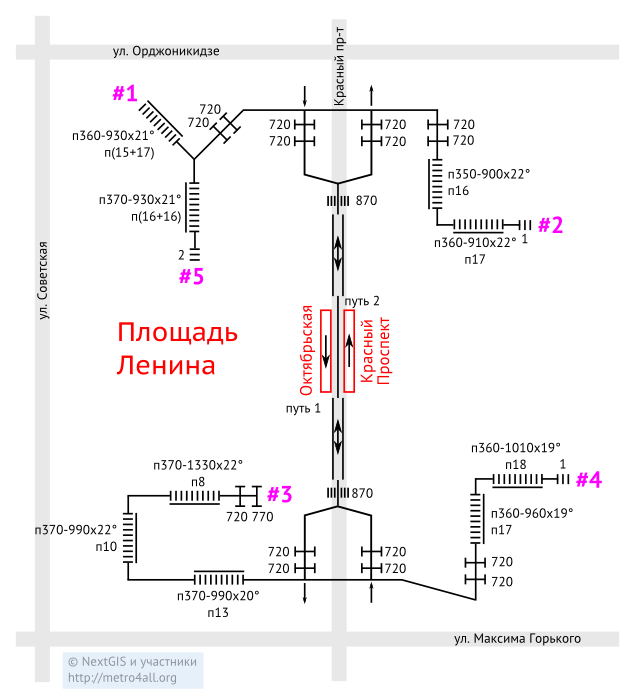 ул. Орджоникидзе
Красный пр-т
#1
720
720
720
720
720
720
720
720
п360-930х21°
п(15+17)
п350-900х22°
п16
п370-930х21°
п(16+16)
870
#2
1
п360-910х22°
п17
2
#5
ул. Советская
путь 2
Площадь
Ленина
Октябрьская
Красный
Проспект
путь 1
п360-1010х19°
п18
1
#4
п370-1330х22°
п8
#3
720 770
870
п360-960х19°
п17
п370-990х22°
п10
720
720
720
720
720
720
п370-990х20°
п13
ул. Максима Горького
© NextGIS и участники
http://metro4all.org